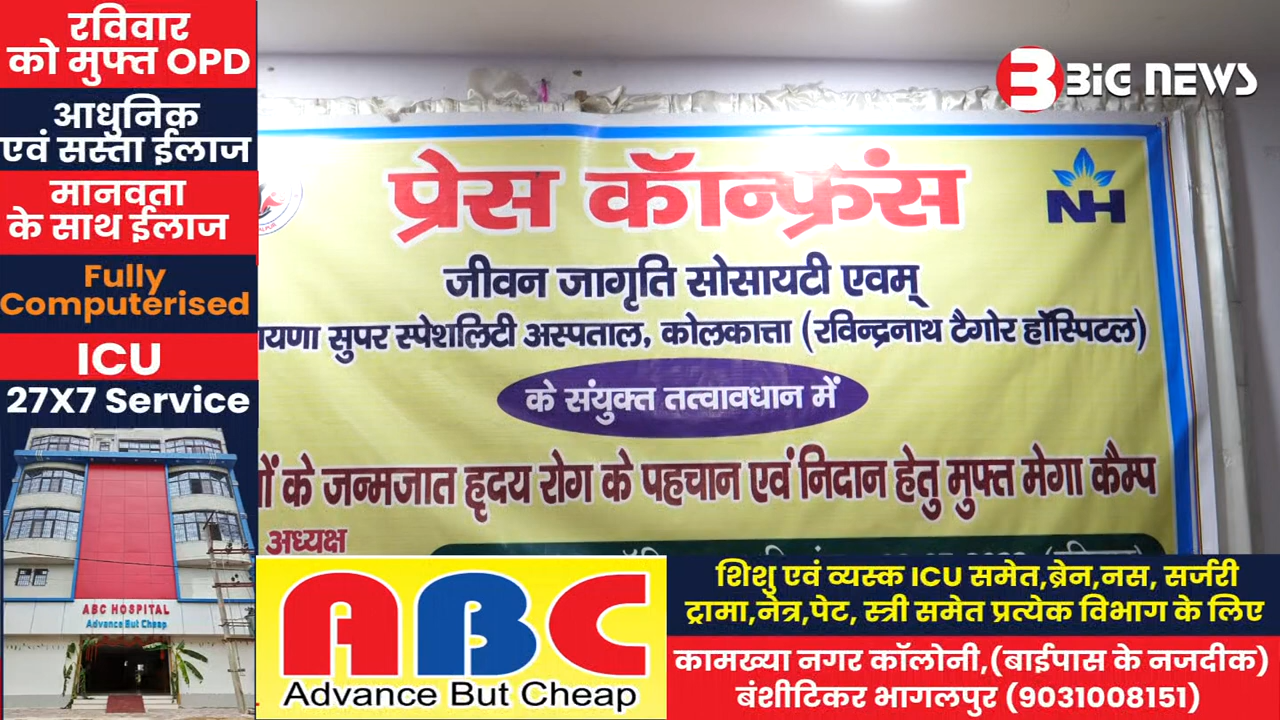 रविवार
को मुफ्त OPD
आधुनिक
एवं सस्ता ईलाज
मानवता
के साथ ईलाज
Fully
Computerised
ICU
27X7 Service
ABC HOSPITAL
Advance But Cheap
BiG NEWS
प्रेस कॉन्फ्रेंस
NH
जीवन जागृति सोसायटी एवम्
यणा सुपर स्पेशलिटी अस्पताल, कोलकात्ता (रविन्द्रनाथ टैगोर हॉस्पिटल)
के संयुक्त तत्वावधान में
के जन्मजात हृदय रोग के पहचान एवं निदान हेतु मुफ्त मेगा कैम्प
अध्यक्ष
ABC
Advance But Cheap
शिशु एवं व्यस्क ICU समेत,ब्रेन,नस, सर्जरी
ट्रामा,नेत्र,पेट, स्त्री समेत प्रत्येक विभाग के लिए
कामख्या नगर कॉलोनी,(बाईपास के नजदीक)
बंशीटिकर भागलपुर (9031008151)